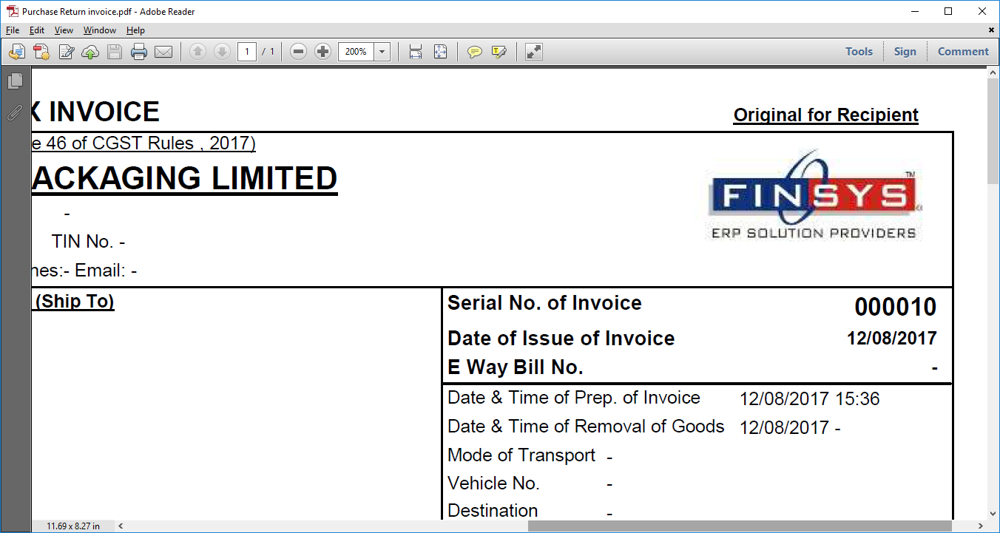 Purchase Return invoice.pdf - Adobe Reader
File Edit View Window Help
1 / 1 200% Tools Sign Comment
X INVOICE
Original for Recipient
e 46 of CGST Rules , 2017)
ACKAGING LIMITED
FINSYS TM
ERP SOLUTION PROVIDERS
-
TIN No. -
nes:- Email: -
(Ship To)
Serial No. of Invoice 000010
Date of Issue of Invoice 12/08/2017
E Way Bill No. -
Date & Time of Prep. of Invoice 12/08/2017 15:36
Date & Time of Removal of Goods 12/08/2017 -
Mode of Transport -
Vehicle No. -
Destination -
11.69 x 8.27 in